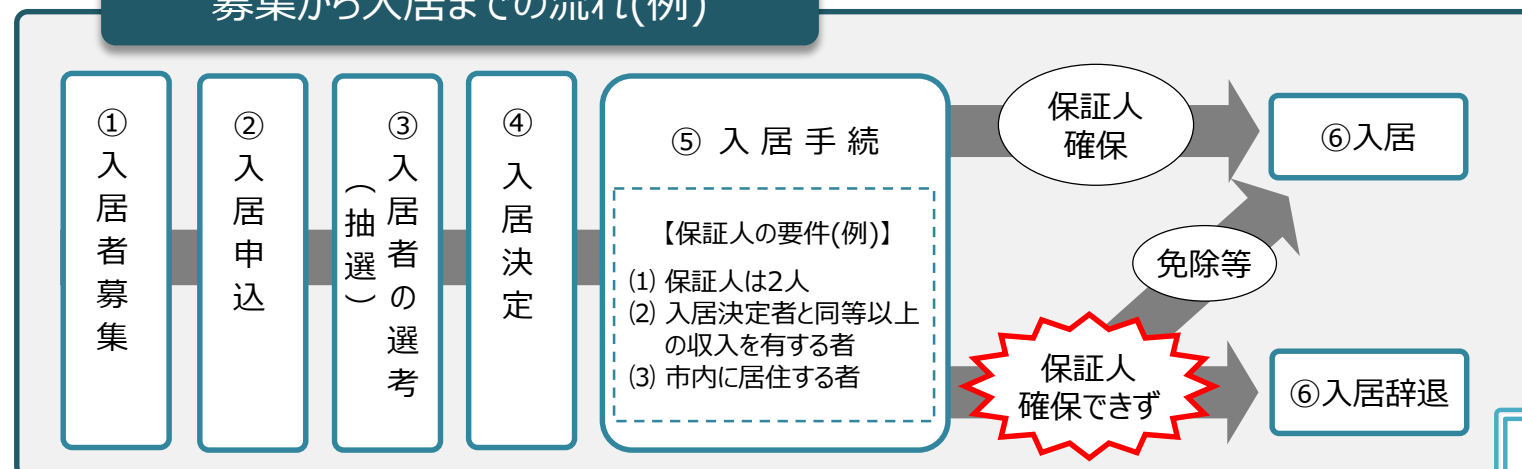 募集から入居までの流れ(例)
①入居者募集
②入居申込
③入居者の選考
（抽選）
④入居決定
⑤ 入 居 手 続
【保証人の要件(例)】
⑴ 保証人は2人
⑵ 入居決定者と同等以上
の収入を有する者
⑶ 市内に居住する者
保証人
確保
⑥入居
免除等
保証人
確保できず
⑥入居辞退